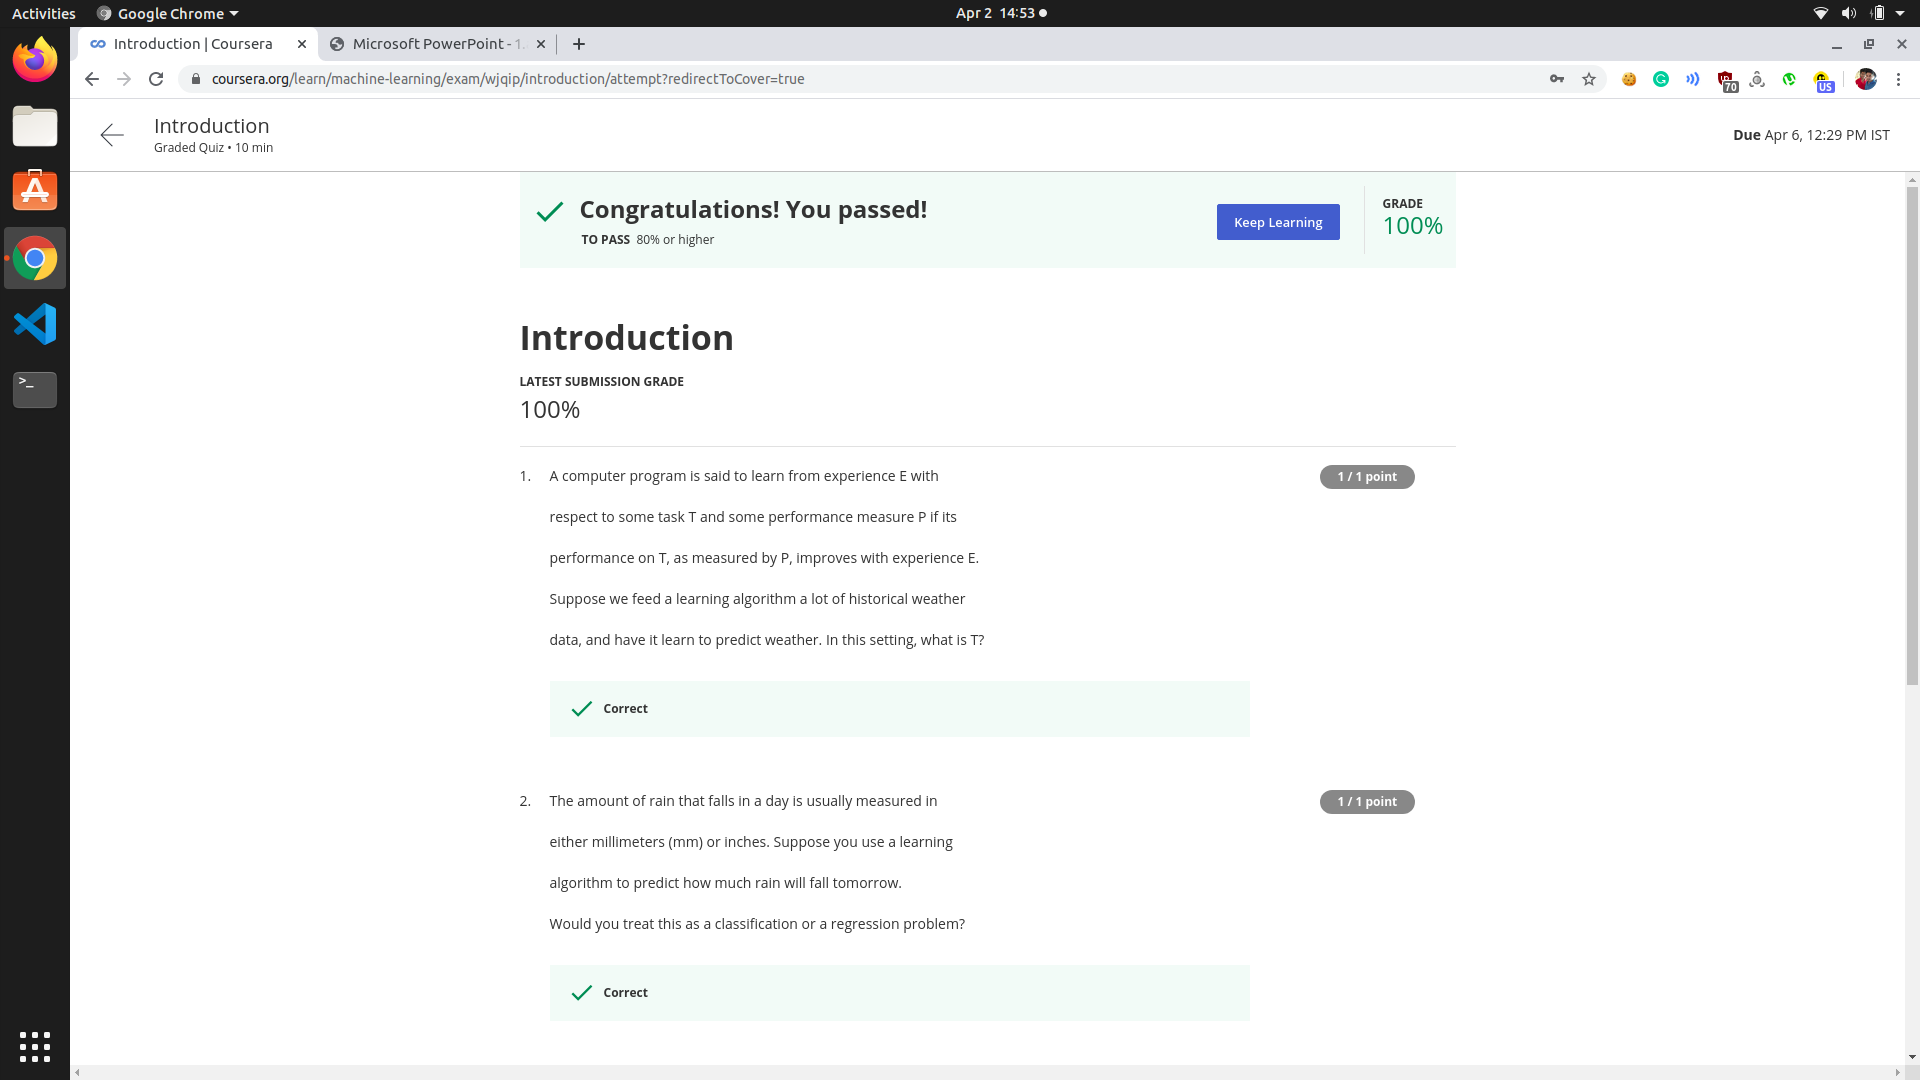 Activities
Google Chrome
Apr 2 14:53
Introduction | Coursera
Microsoft PowerPoint - 1.
coursera.org/learn/machine-learning/exam/wjqip/introduction/attempt?redirectToCover=true
70
US
Introduction
Graded Quiz • 10 min
Due Apr 6, 12:29 PM IST
Congratulations! You passed!
TO PASS 80% or higher
Keep Learning
GRADE
100%
Introduction
LATEST SUBMISSION GRADE
100%
1. A computer program is said to learn from experience E with
1 / 1 point
respect to some task T and some performance measure P if its
performance on T, as measured by P, improves with experience E.
Suppose we feed a learning algorithm a lot of historical weather
data, and have it learn to predict weather. In this setting, what is T?
Correct
2. The amount of rain that falls in a day is usually measured in
1 / 1 point
either millimeters (mm) or inches. Suppose you use a learning
algorithm to predict how much rain will fall tomorrow.
Would you treat this as a classification or a regression problem?
Correct